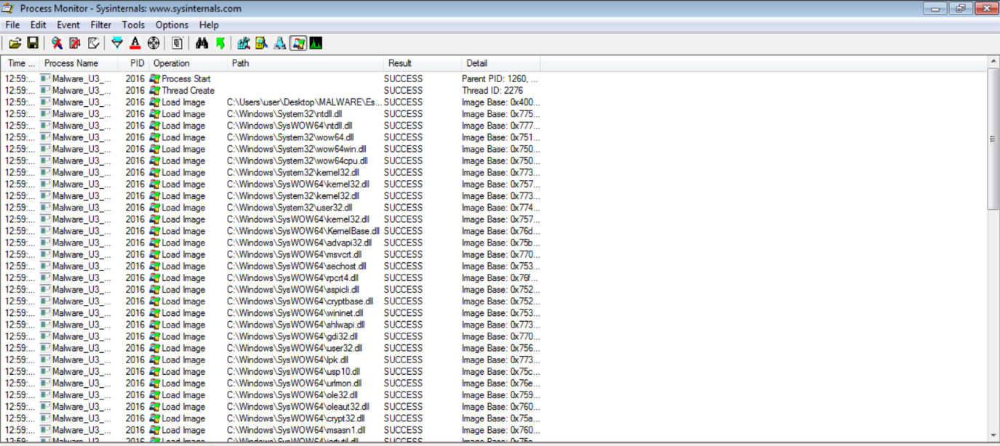 Process Monitor - Sysinternals: www.sysinternals.com
File Edit Event Filter Tools Options Help
Time ... Process Name PID Operation Path Result Detail
12:59:... Malware_U3_... 2016 Process Start SUCCESS Parent PID: 1260, ...
12:59:... Malware_U3_... 2016 Thread Create SUCCESS Thread ID: 2276
12:59:... Malware_U3_... 2016 Load Image C:\Users\user\Desktop\MALWARE\Es... SUCCESS Image Base: 0x400...
12:59:... Malware_U3_... 2016 Load Image C:\Windows\System32\ntdll.dll SUCCESS Image Base: 0x775...
12:59:... Malware_U3_... 2016 Load Image C:\Windows\SysWOW64\ntdll.dll SUCCESS Image Base: 0x777...
12:59:... Malware_U3_... 2016 Load Image C:\Windows\System32\wow64.dll SUCCESS Image Base: 0x751...
12:59:... Malware_U3_... 2016 Load Image C:\Windows\System32\wow64win.dll SUCCESS Image Base: 0x750...
12:59:... Malware_U3_... 2016 Load Image C:\Windows\System32\wow64cpu.dll SUCCESS Image Base: 0x750...
12:59:... Malware_U3_... 2016 Load Image C:\Windows\System32\kernel32.dll SUCCESS Image Base: 0x773...
12:59:... Malware_U3_... 2016 Load Image C:\Windows\SysWOW64\kernel32.dll SUCCESS Image Base: 0x757...
12:59:... Malware_U3_... 2016 Load Image C:\Windows\System32\kernel32.dll SUCCESS Image Base: 0x773...
12:59:... Malware_U3_... 2016 Load Image C:\Windows\System32\user32.dll SUCCESS Image Base: 0x774...
12:59:... Malware_U3_... 2016 Load Image C:\Windows\SysWOW64\kernel32.dll SUCCESS Image Base: 0x757...
12:59:... Malware_U3_... 2016 Load Image C:\Windows\SysWOW64\KernelBase.dll SUCCESS Image Base: 0x76d...
12:59:... Malware_U3_... 2016 Load Image C:\Windows\SysWOW64\advapi32.dll SUCCESS Image Base: 0x75b...
12:59:... Malware_U3_... 2016 Load Image C:\Windows\SysWOW64\msvcrt.dll SUCCESS Image Base: 0x770...
12:59:... Malware_U3_... 2016 Load Image C:\Windows\SysWOW64\sechost.dll SUCCESS Image Base: 0x753...
12:59:... Malware_U3_... 2016 Load Image C:\Windows\SysWOW64\rpcrt4.dll SUCCESS Image Base: 0x76f...
12:59:... Malware_U3_... 2016 Load Image C:\Windows\SysWOW64\sspicli.dll SUCCESS Image Base: 0x752...
12:59:... Malware_U3_... 2016 Load Image C:\Windows\SysWOW64\cryptbase.dll SUCCESS Image Base: 0x752...
12:59:... Malware_U3_... 2016 Load Image C:\Windows\SysWOW64\wininet.dll SUCCESS Image Base: 0x753...
12:59:... Malware_U3_... 2016 Load Image C:\Windows\SysWOW64\shlwapi.dll SUCCESS Image Base: 0x773...
12:59:... Malware_U3_... 2016 Load Image C:\Windows\SysWOW64\gdi32.dll SUCCESS Image Base: 0x770...
12:59:... Malware_U3_... 2016 Load Image C:\Windows\SysWOW64\user32.dll SUCCESS Image Base: 0x756...
12:59:... Malware_U3_... 2016 Load Image C:\Windows\SysWOW64\lpk.dll SUCCESS Image Base: 0x773...
12:59:... Malware_U3_... 2016 Load Image C:\Windows\SysWOW64\usp10.dll SUCCESS Image Base: 0x75c...
12:59:... Malware_U3_... 2016 Load Image C:\Windows\SysWOW64\urlmon.dll SUCCESS Image Base: 0x76e...
12:59:... Malware_U3_... 2016 Load Image C:\Windows\SysWOW64\ole32.dll SUCCESS Image Base: 0x759...
12:59:... Malware_U3_... 2016 Load Image C:\Windows\SysWOW64\oleaut32.dll SUCCESS Image Base: 0x760...
12:59:... Malware_U3_... 2016 Load Image C:\Windows\SysWOW64\crypt32.dll SUCCESS Image Base: 0x75a...
12:59:... Malware_U3_... 2016 Load Image C:\Windows\SysWOW64\msasn1.dll SUCCESS Image Base: 0x760...